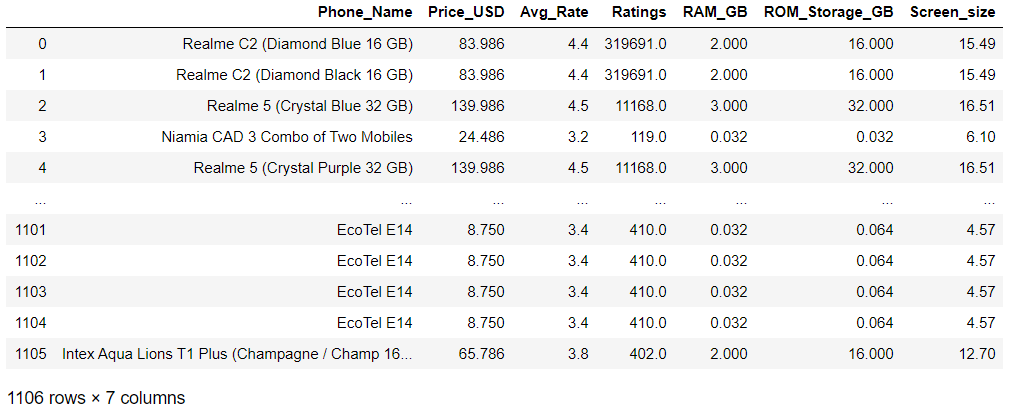 Phone_Name Price_USD Avg_Rate Ratings RAM_GB ROM_Storage_GB Screen_size
0 Realme C2 (Diamond Blue 16 GB) 83.986 4.4 319691.0 2.000 16.000 15.49
1 Realme C2 (Diamond Black 16 GB) 83.986 4.4 319691.0 2.000 16.000 15.49
2 Realme 5 (Crystal Blue 32 GB) 139.986 4.5 11168.0 3.000 32.000 16.51
3 Niamia CAD 3 Combo of Two Mobiles 24.486 3.2 119.0 0.032 0.032 6.10
4 Realme 5 (Crystal Purple 32 GB) 139.986 4.5 11168.0 3.000 32.000 16.51
... ... ... ... ... ... ... ...
1101 EcoTel E14 8.750 3.4 410.0 0.032 0.064 4.57
1102 EcoTel E14 8.750 3.4 410.0 0.032 0.064 4.57
1103 EcoTel E14 8.750 3.4 410.0 0.032 0.064 4.57
1104 EcoTel E14 8.750 3.4 410.0 0.032 0.064 4.57
1105 Intex Aqua Lions T1 Plus (Champagne / Champ 16... 65.786 3.8 402.0 2.000 16.000 12.70
1106 rows × 7 columns